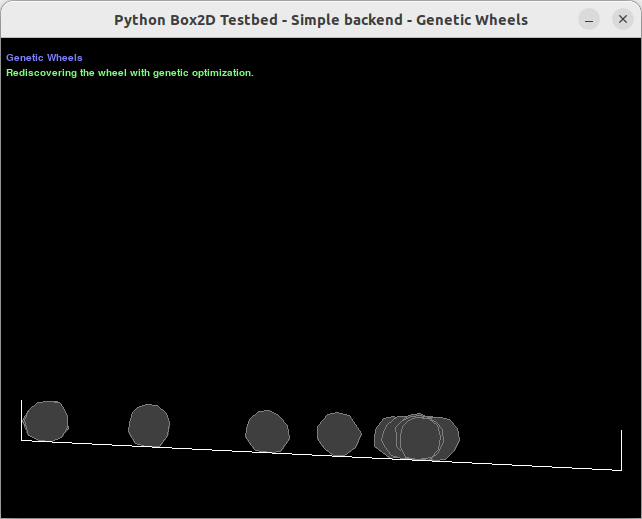 Python Box2D Testbed - Simple backend - Genetic Wheels
Genetic Wheels
Rediscovering the wheel with genetic optimization.